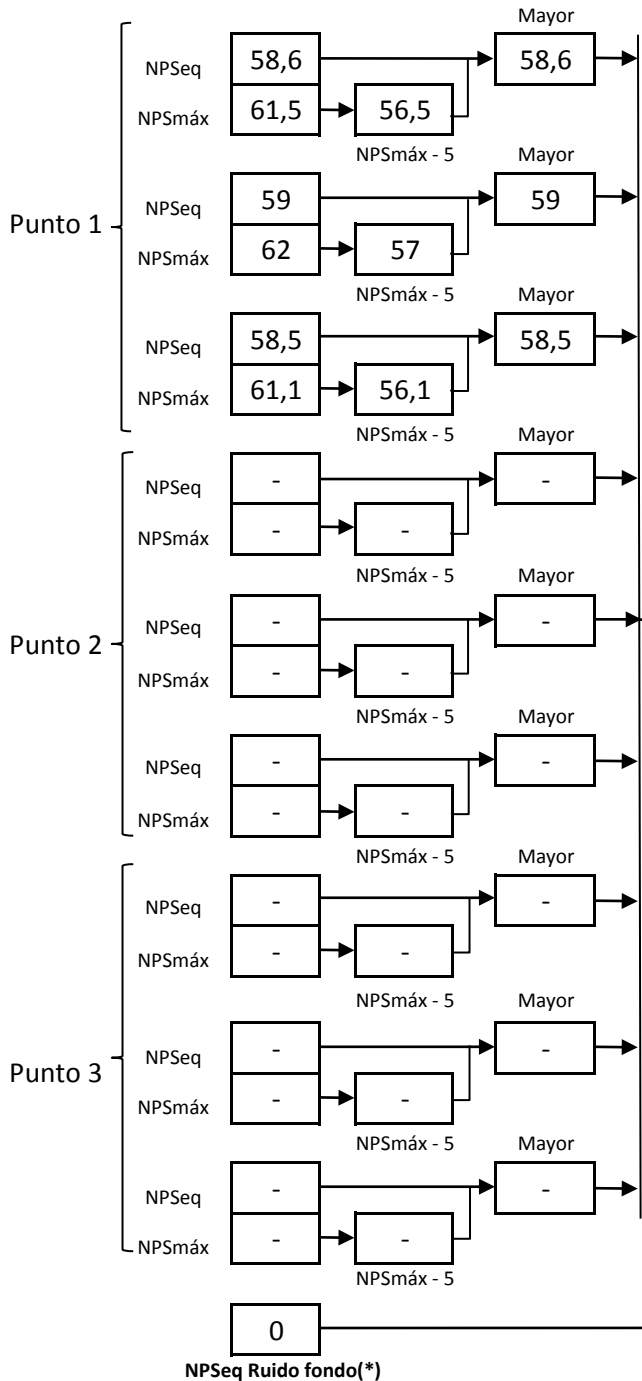 Mayor
NPSeq 58,6 58,6
NPSmáx 61,5 56,5
NPSmáx - 5 Mayor
NPSeq 59 59
Punto 1
NPSmáx 62 57
NPSmáx - 5 Mayor
NPSeq 58,5 58,5
NPSmáx 61,1 56,1
NPSmáx - 5 Mayor
NPSeq - -
NPSmáx - -
NPSmáx - 5 Mayor
NPSeq - -
Punto 2
NPSmáx - -
NPSmáx - 5 Mayor
NPSeq - -
NPSmáx - -
NPSmáx - 5 Mayor
NPSeq - -
NPSmáx - -
NPSmáx - 5 Mayor
NPSeq - -
Punto 3
NPSmáx - -
NPSmáx - 5 Mayor
NPSeq - -
NPSmáx - -
NPSmáx - 5
0
NPSeq Ruido fondo(*)